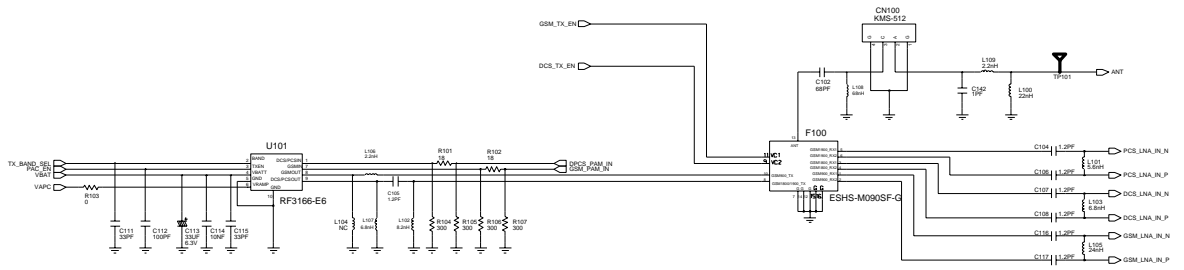 CN100
KMS-512
GSM_TX_EN
DCS_TX_EN
G
C
A
G
L109
2.2nH
C102
68PF
L108
68nH
C142
1PF
L100
22nH
TP101
ANT
U101
TX_BAND_SEL
PAC_EN
VBAT
VAPC
R103
0
BAND
TXEN
VBATT
GND
VRAMP
GND
DCS/PCSIN
GSMIN
GSMOUT
DCS/PCSOUT
RF3166-E6
L106
2.2nH
C105
1.2PF
R101
18
R102
18
DPCS_PAM_IN
GSM_PAM_IN
C111
33PF
C112
100PF
C113
33UF
6.3V
C114
10NF
C115
33PF
L104
NC
L107
6.8nH
L102
8.2nH
R104
300
R105
300
R106
300
R107
300
F100
ANT
VC1
VC2
ESHS-M090SF-G
C104
1.2PF
L101
5.6nH
C106
1.2PF
C107
1.2PF
L103
6.8nH
C108
1.2PF
C116
1.2PF
L105
24nH
C117
1.2PF
PCS_LNA_IN_N
PCS_LNA_IN_P
DCS_LNA_IN_N
DCS_LNA_IN_P
GSM_LNA_IN_N
GSM_LNA_IN_P